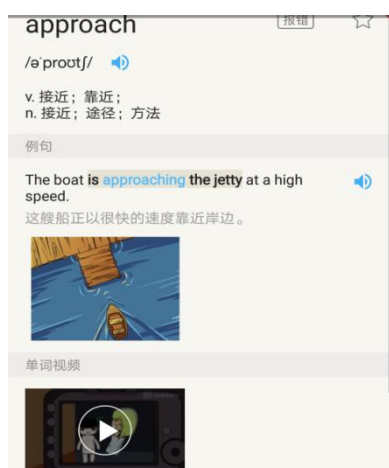 approach
报错
/ə'proʊtʃ/
v. 接近；靠近；
n. 接近；途径；方法
例句
The boat is approaching the jetty at a high
speed.
这艘船正以很快的速度靠近岸边。
单词视频